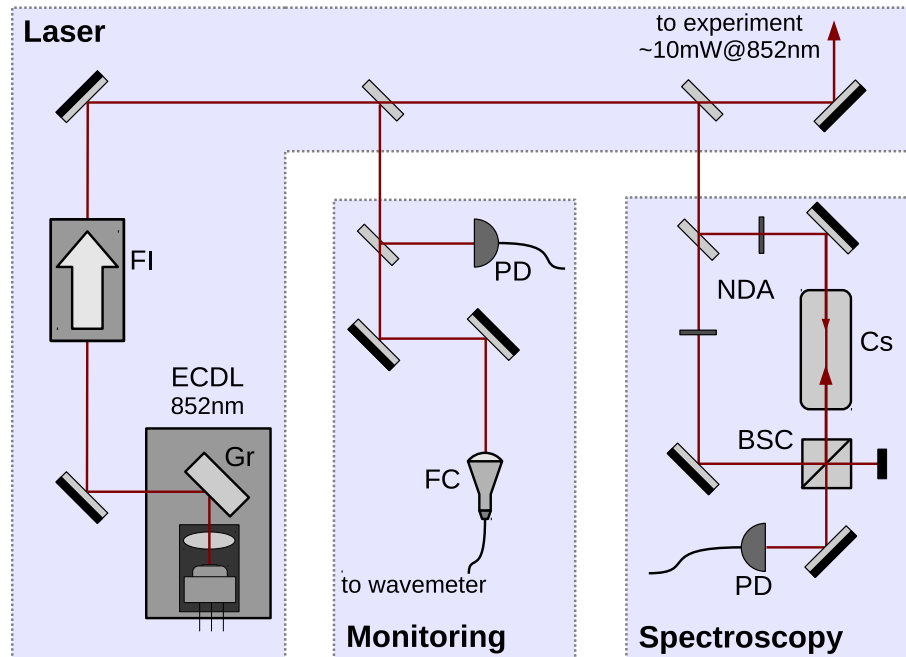 Laser
to experiment
~10mW@852nm
FI
PD
NDA
Cs
ECDL
852nm
Gr
BSC
FC
to wavemeter
PD
Monitoring
Spectroscopy